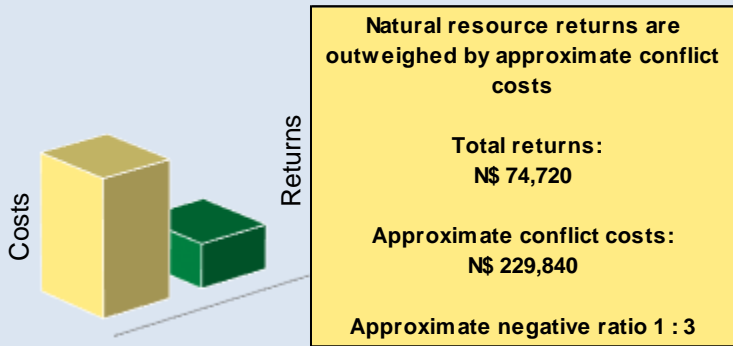 Costs
Returns
Natural resource returns are
outweighed by approximate conflict
costs
Total returns:
N$ 74,720
Approximate conflict costs:
N$ 229,840
Approximate negative ratio 1 : 3